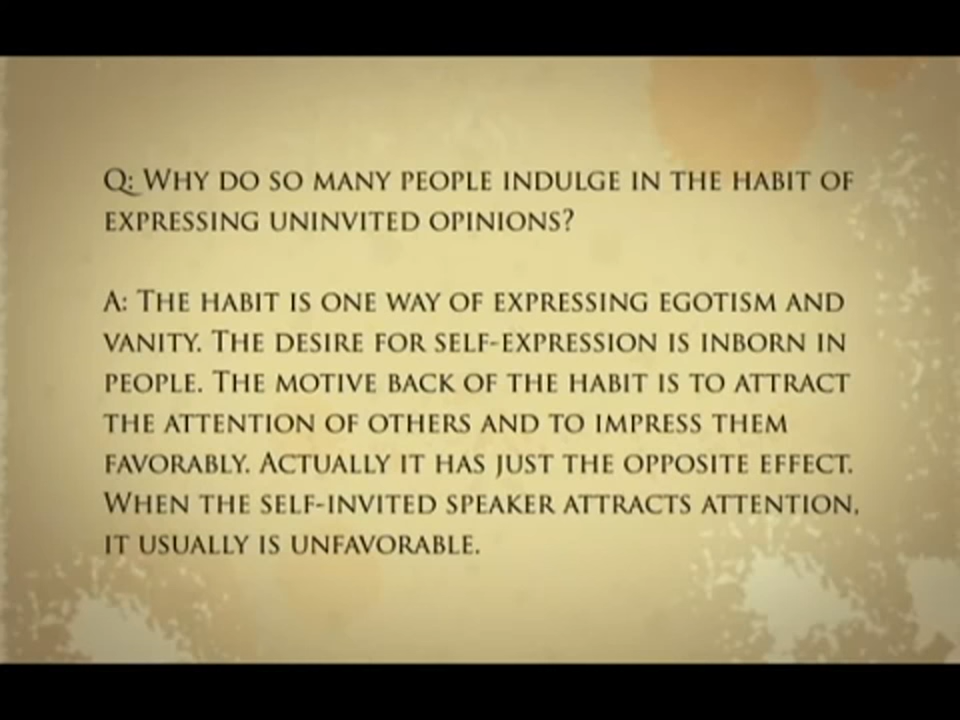 Q: WHY DO SO MANY PEOPLE INDULGE IN THE HABIT OF
EXPRESSING UNINVITED OPINIONS?
A: THE HABIT IS ONE WAY OF EXPRESSING EGOTISM AND
VANITY. THE DESIRE FOR SELF-EXPRESSION IS INBORN IN
PEOPLE. THE MOTIVE BACK OF THE HABIT IS TO ATTRACT
THE ATTENTION OF OTHERS AND TO IMPRESS THEM
FAVORABLY. ACTUALLY IT HAS JUST THE OPPOSITE EFFECT.
WHEN THE SELF-INVITED SPEAKER ATTRACTS ATTENTION,
IT USUALLY IS UNFAVORABLE.